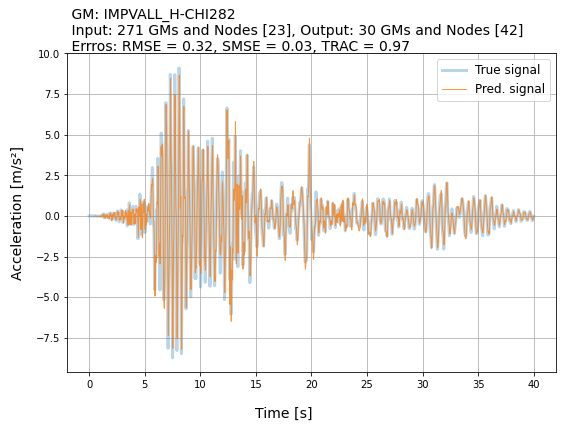 GM: IMPVALL_H-CHI282
Input: 271 GMs and Nodes [23], Output: 30 GMs and Nodes [42]
Erros: RMSE = 0.32, SMSE = 0.03, TRAC = 0.97
True signal
Pred. signal
Acceleration [m/s²]
10.0
7.5
5.0
2.5
0.0
−2.5
−5.0
−7.5
0 5 10 15 20 25 30 35 40
Time [s]